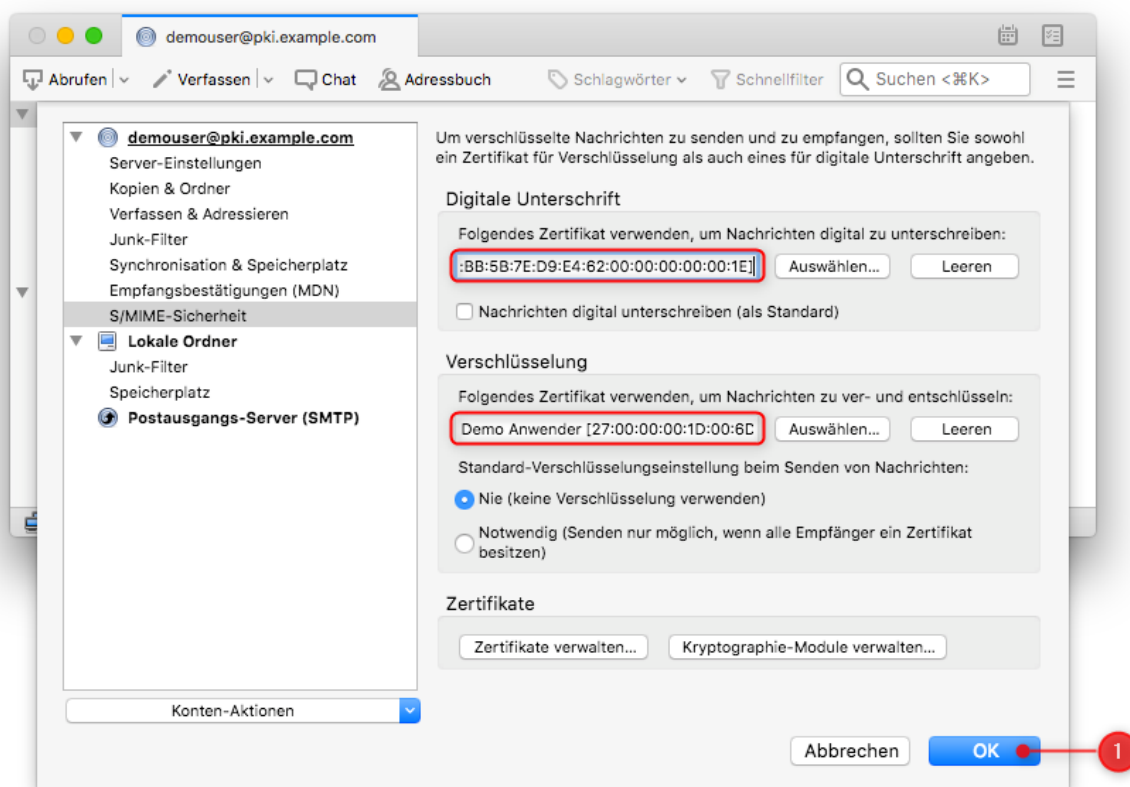 demouser@pki.example.com
Abrufen
Verfassen
Chat
Adressbuch
Schlagwörter
Schnellfilter
Suchen <⌘K>
demouser@pki.example.com
Server-Einstellungen
Kopien & Ordner
Verfassen & Adressieren
Junk-Filter
Synchronisation & Speicherplatz
Empfangsbestätigungen (MDN)
S/MIME-Sicherheit
Lokale Ordner
Junk-Filter
Speicherplatz
Postausgangs-Server (SMTP)
Konten-Aktionen
Um verschlüsselte Nachrichten zu senden und zu empfangen, sollten Sie sowohl
ein Zertifikat für Verschlüsselung als auch eines für digitale Unterschrift angeben.
Digitale Unterschrift
Folgendes Zertifikat verwenden, um Nachrichten digital zu unterschreiben:
:BB:5B:7E:D9:E4:62:00:00:00:00:00:1E]
Auswählen...
Leeren
Nachrichten digital unterschreiben (als Standard)
Verschlüsselung
Folgendes Zertifikat verwenden, um Nachrichten zu ver- und entschlüsseln:
Demo Anwender [27:00:00:00:1D:00:6D
Auswählen...
Leeren
Standard-Verschlüsselungseinstellung beim Senden von Nachrichten:
Nie (keine Verschlüsselung verwenden)
Notwendig (Senden nur möglich, wenn alle Empfänger ein Zertifikat
besitzen)
Zertifikate
Zertifikate verwalten...
Kryptographie-Module verwalten...
Abbrechen
OK
1